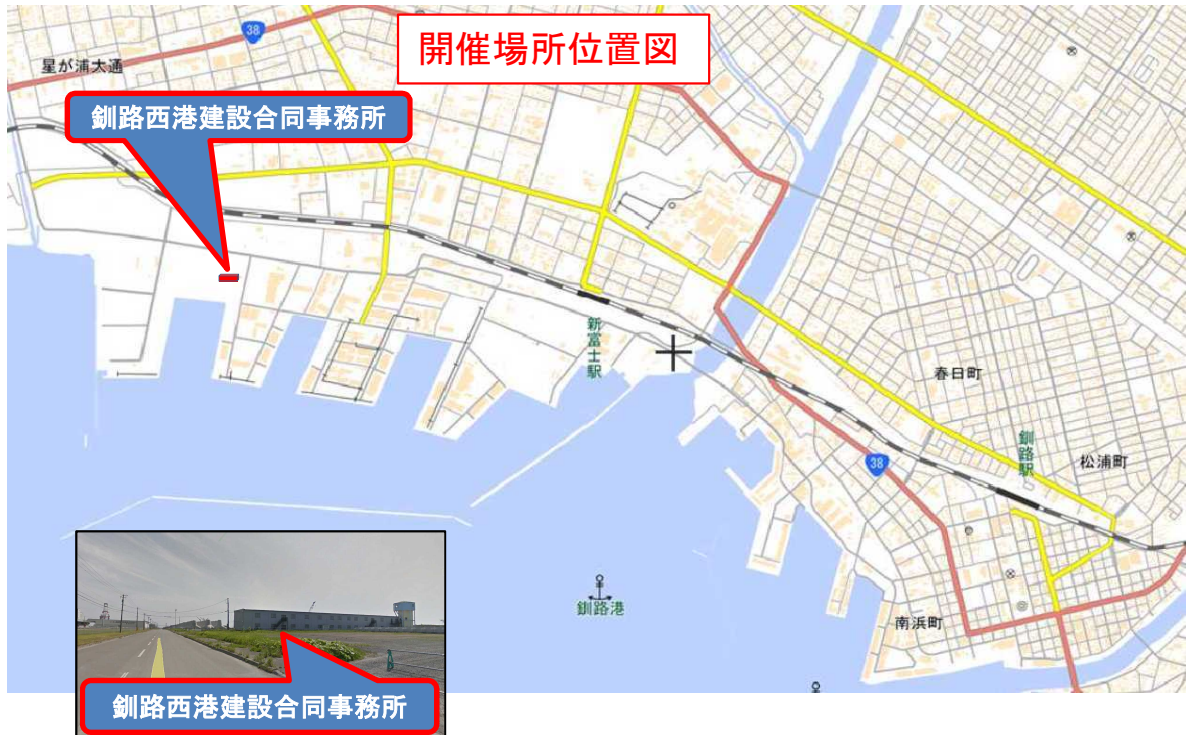 開催場所位置図
38
星が浦大通
釧路西港建設合同事務所
新富士駅
春日町
釧路駅
松浦町
38
釧路港
南浜町
釧路西港建設合同事務所